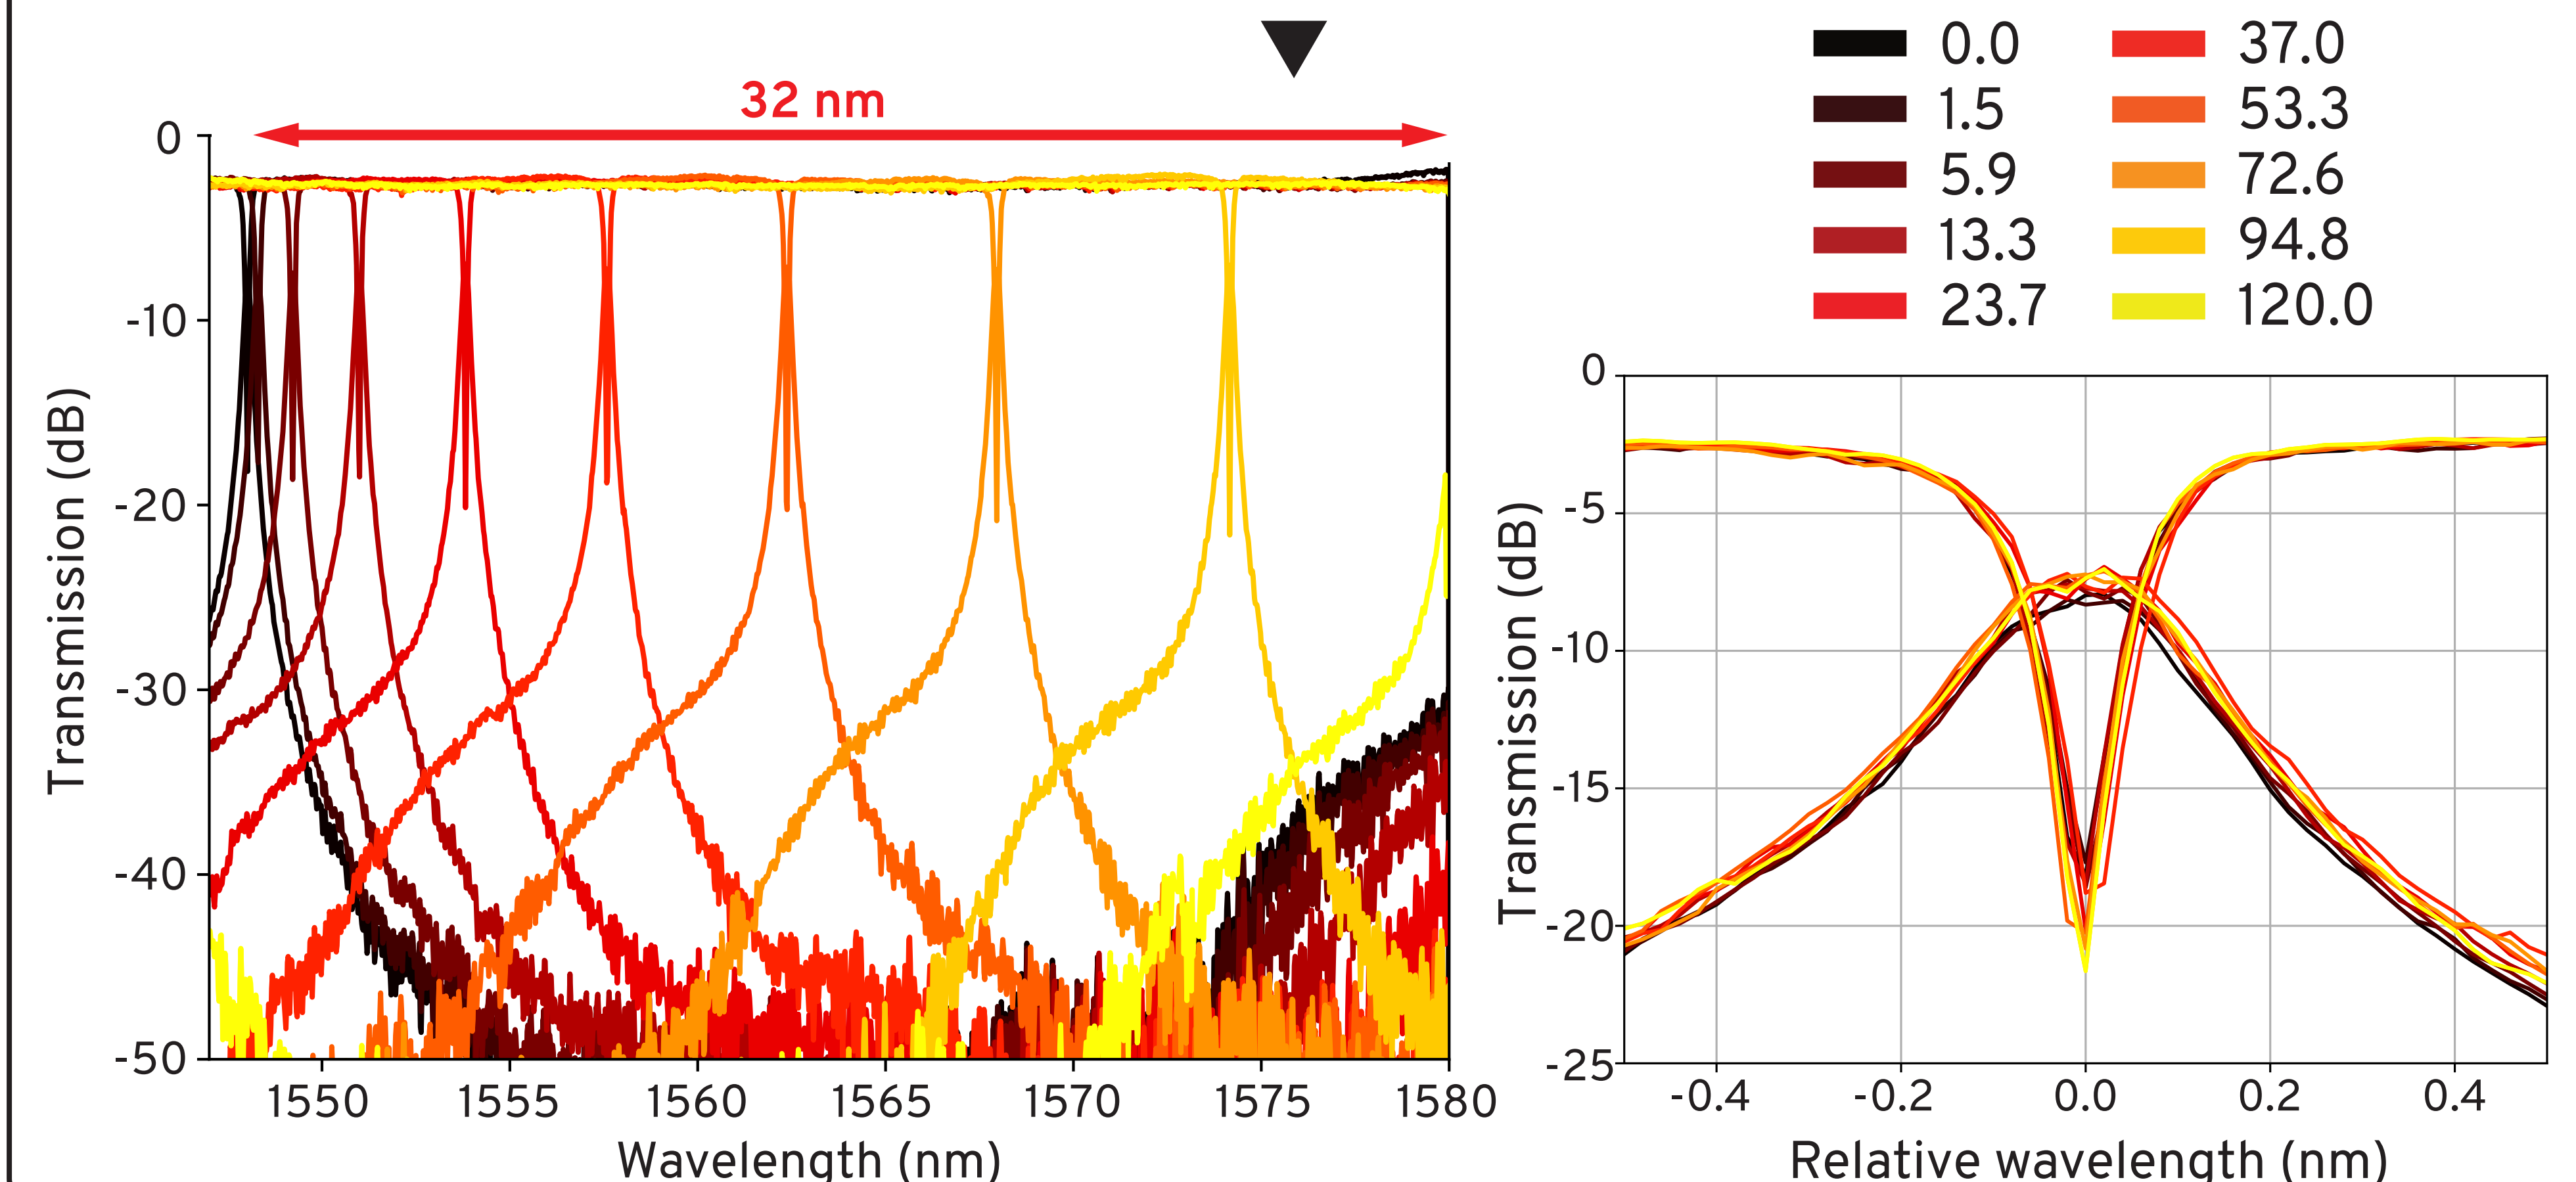 32 nm
0
-10
-20
-30
-40
-50
Transmission (dB)
1550 1555 1560 1565 1570 1575 1580
Wavelength (nm)
0.0 37.0
1.5 53.3
5.9 72.6
13.3 94.8
23.7 120.0
0
-5
-10
-15
-20
-25
Transmission (dB)
-0.4 -0.2 0.0 0.2 0.4
Relative wavelength (nm)